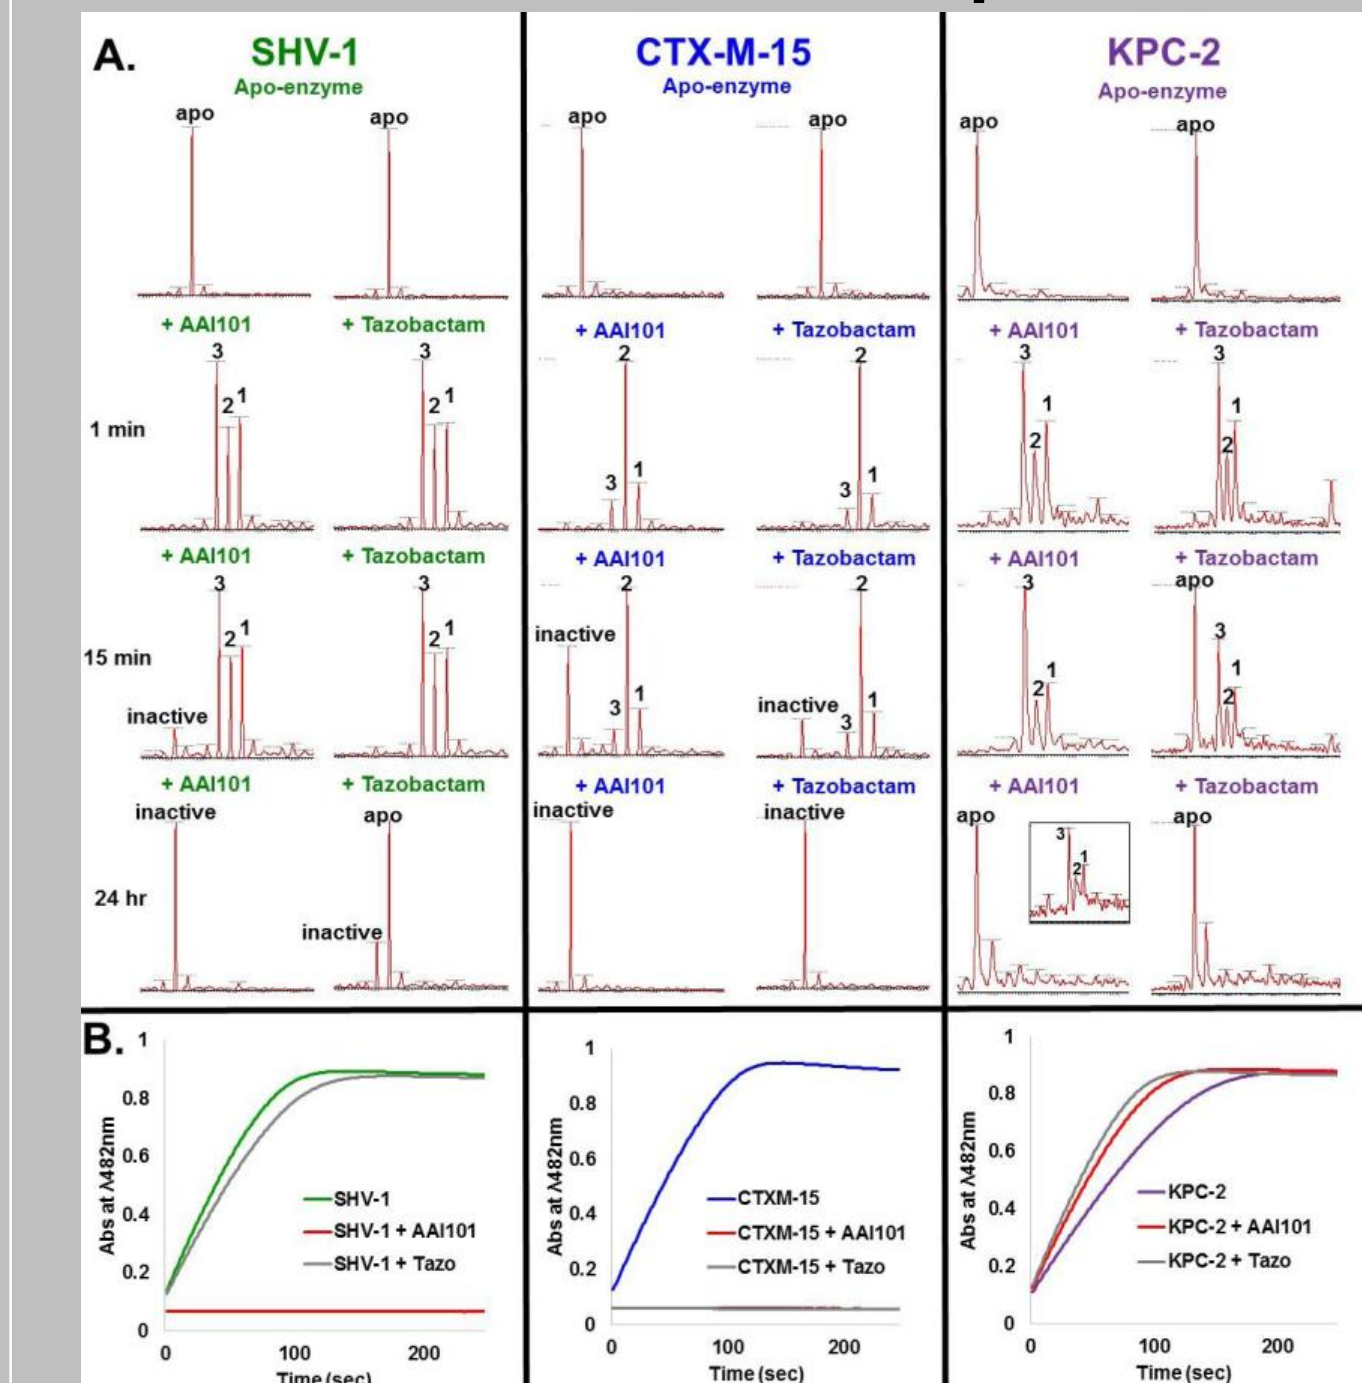 A.
SHV-1
Apo-enzyme
apo apo
+ AAI101 + Tazobactam
1 min
3 2 1 3 2 1
+ AAI101 + Tazobactam
15 min
inactive 3 2 1 3 2 1
+ AAI101 + Tazobactam
24 hr
inactive inactive apo
CTX-M-15
Apo-enzyme
apo apo
+ AAI101 + Tazobactam
3 2 1 3 2 1
+ AAI101 + Tazobactam
inactive 3 2 1 inactive 3 2 1
+ AAI101 + Tazobactam
inactive inactive
KPC-2
Apo-enzyme
apo apo
+ AAI101 + Tazobactam
3 2 1 3 2 1
+ AAI101 + Tazobactam
3 2 1 apo 3 2 1
+ AAI101 + Tazobactam
apo 3 2 1 apo
B.
Abs at λ482nm
1
0.8
0.6
0.4
0.2
0
SHV-1
SHV-1 + AAI101
SHV-1 + Tazo
0 100 200
Time (sec)
Abs at λ482nm
1
0.8
0.6
0.4
0.2
0
CTXM-15
CTXM-15 + AAI101
CTXM-15 + Tazo
0 100 200
Time (sec)
Abs at λ482nm
1
0.8
0.6
0.4
0.2
0
KPC-2
KPC-2 + AAI101
KPC-2 + Tazo
0 100 200
Time (sec)